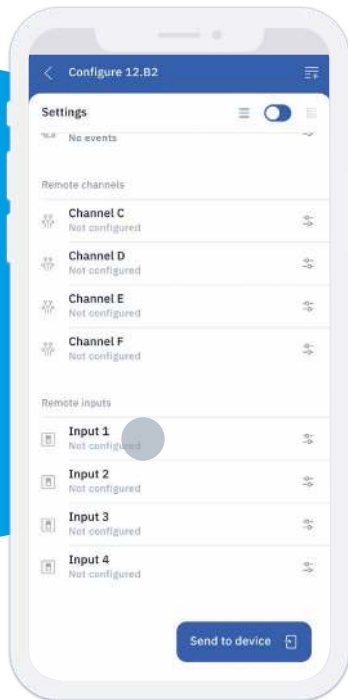 Configure 12.B2
Settings
No events
Remote channels
Channel C
Not configured
Channel D
Not configured
Channel E
Not configured
Channel F
Not configured
Remote inputs
Input 1
Not configured
Input 2
Not configured
Input 3
Not configured
Input 4
Not configured
Send to device